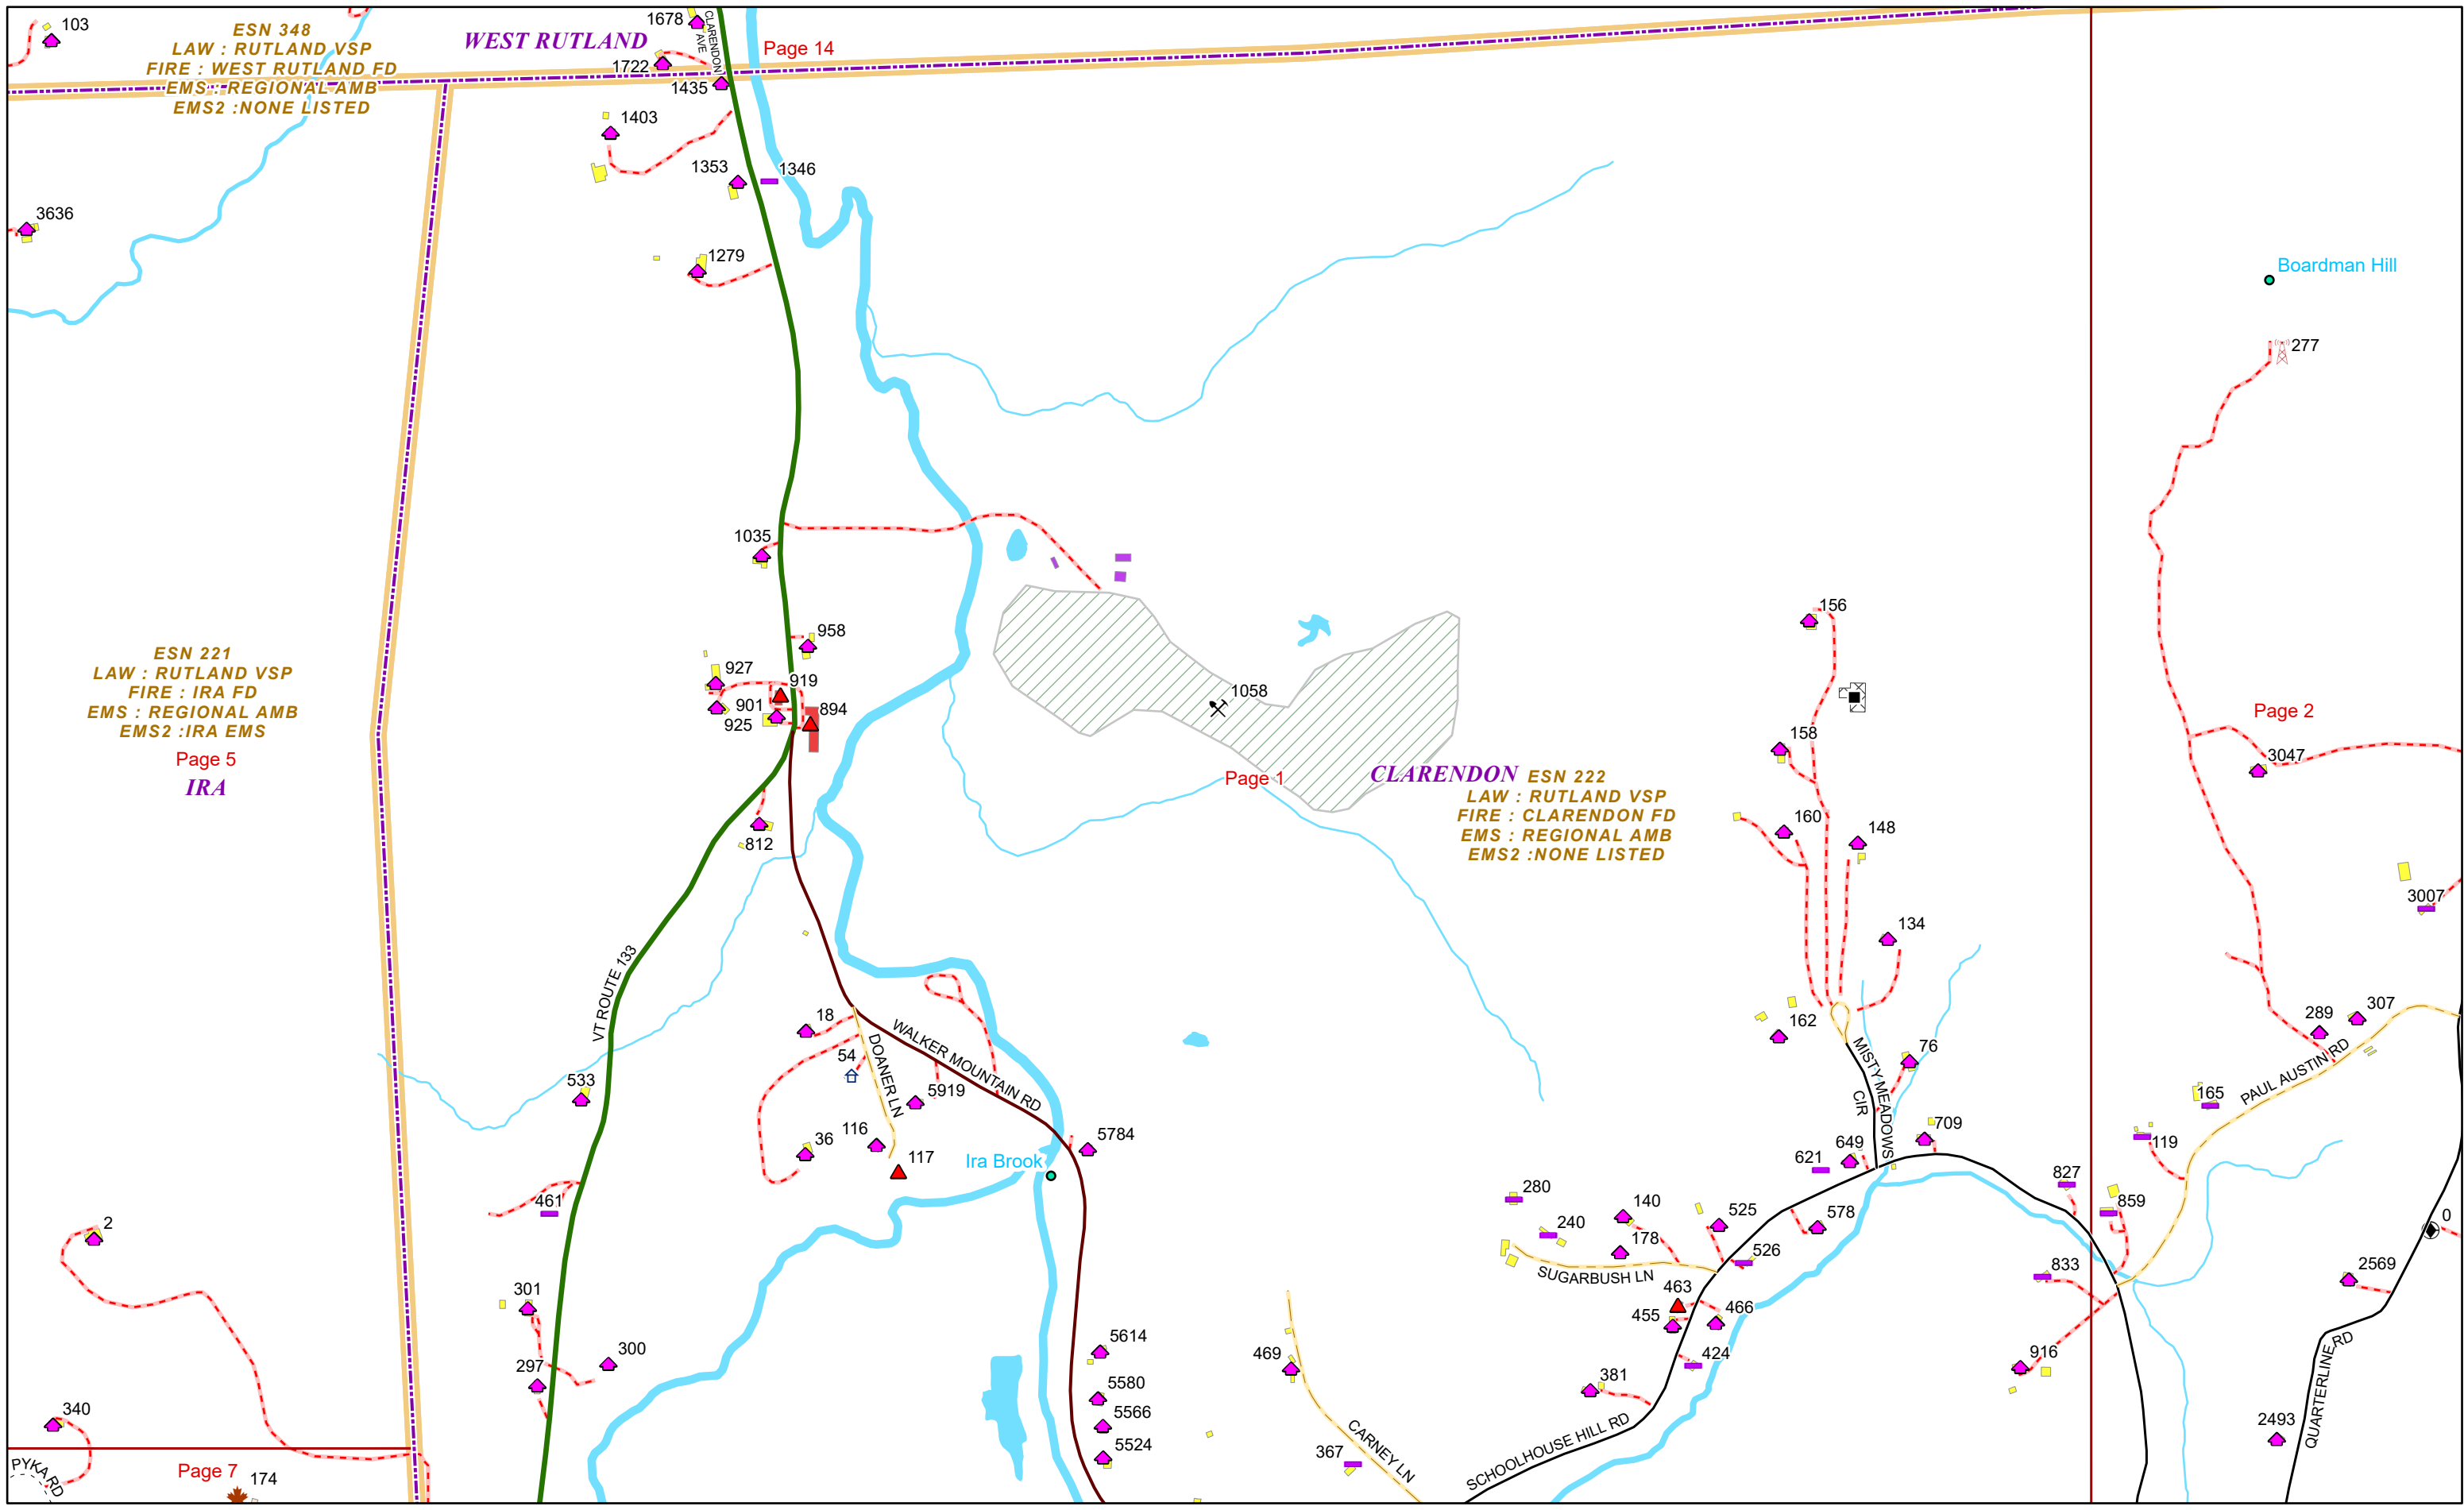 103
ESN 348
LAW : RUTLAND VSP
FIRE : WEST RUTLAND FD
EMS : REGIONAL AMB
EMS2 :NONE LISTED
WEST RUTLAND
1678
CLARENDON
AVE
Page 14
1722
1435
1403
1353
1346
3636
1279
Boardman Hill
277
1035
156
958
ESN 221
LAW : RUTLAND VSP
FIRE : IRA FD
EMS : REGIONAL AMB
EMS2 :IRA EMS
Page 5
IRA
927
919
901
894
925
1058
Page 2
158
3047
Page 1
CLARENDON
ESN 222
LAW : RUTLAND VSP
FIRE : CLARENDON FD
EMS : REGIONAL AMB
EMS2 :NONE LISTED
812
160
148
3007
134
VT ROUTE 133
18
WALKER MOUNTAIN RD
162
307
289
54
DOANER LN
MISTY MEADOWS
CIR
76
PAUL AUSTIN RD
533
5919
165
36
116
5784
709
119
117
Ira Brook
649
621
827
461
280
140
859
2
240
178
525
578
0
526
SUGARBUSH LN
833
2569
301
463
455
466
300
5614
469
424
916
297
QUARTERLINE RD
381
5580
340
5566
CARNEY LN
SCHOOLHOUSE HILL RD
2493
5524
367
PYKA RD
Page 7
174